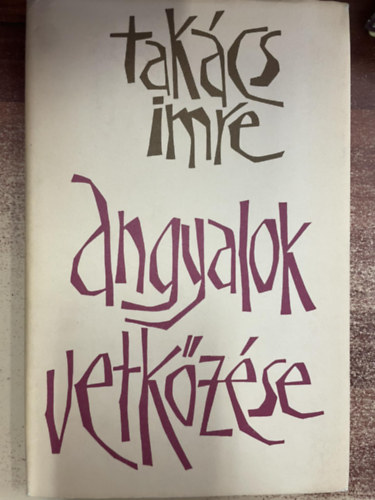 takács
imre
angyalok
vetkőzése